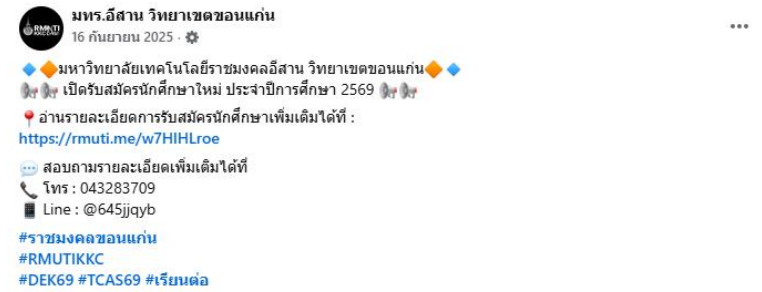 RMUTI
KKC
มทร.อีสาน วิทยาเขตขอนแก่น
16 กันยายน 2025 ·
🔹🔶มหาวิทยาลัยเทคโนโลยีราชมงคลอีสาน วิทยาเขตขอนแก่น🔶🔹
เปิดรับสมัครนักศึกษาใหม่ ประจำปีการศึกษา 2569
📍อ่านรายละเอียดการรับสมัครนักศึกษาเพิ่มเติมได้ที่ :
https://rmuti.me/w7HIHLroe
💬 สอบถามรายละเอียดเพิ่มเติมได้ที่
📞 โทร : 043283709
📱 Line : @645jjqyb
#ราชมงคลขอนแก่น
#RMUTIKKC
#DEK69 #TCAS69 #เรียนต่อ